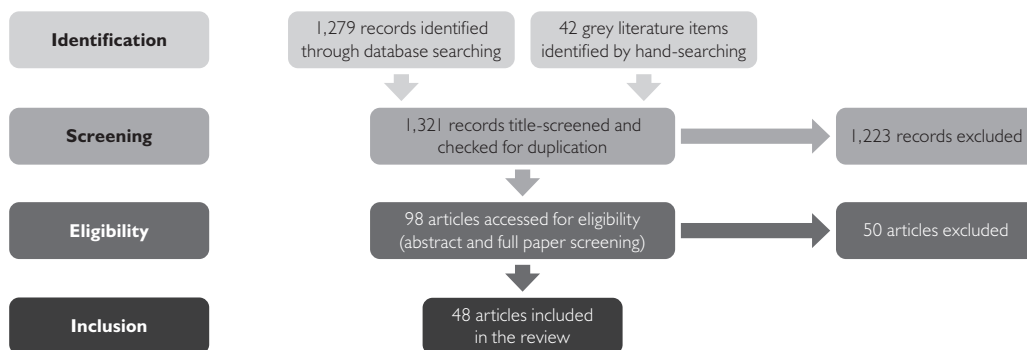 Identification
1,279 records identified
through database searching
42 grey literature items
identified by hand-searching
Screening
1,321 records title-screened and
checked for duplication
1,223 records excluded
Eligibility
98 articles accessed for eligibility
(abstract and full paper screening)
50 articles excluded
Inclusion
48 articles included
in the review